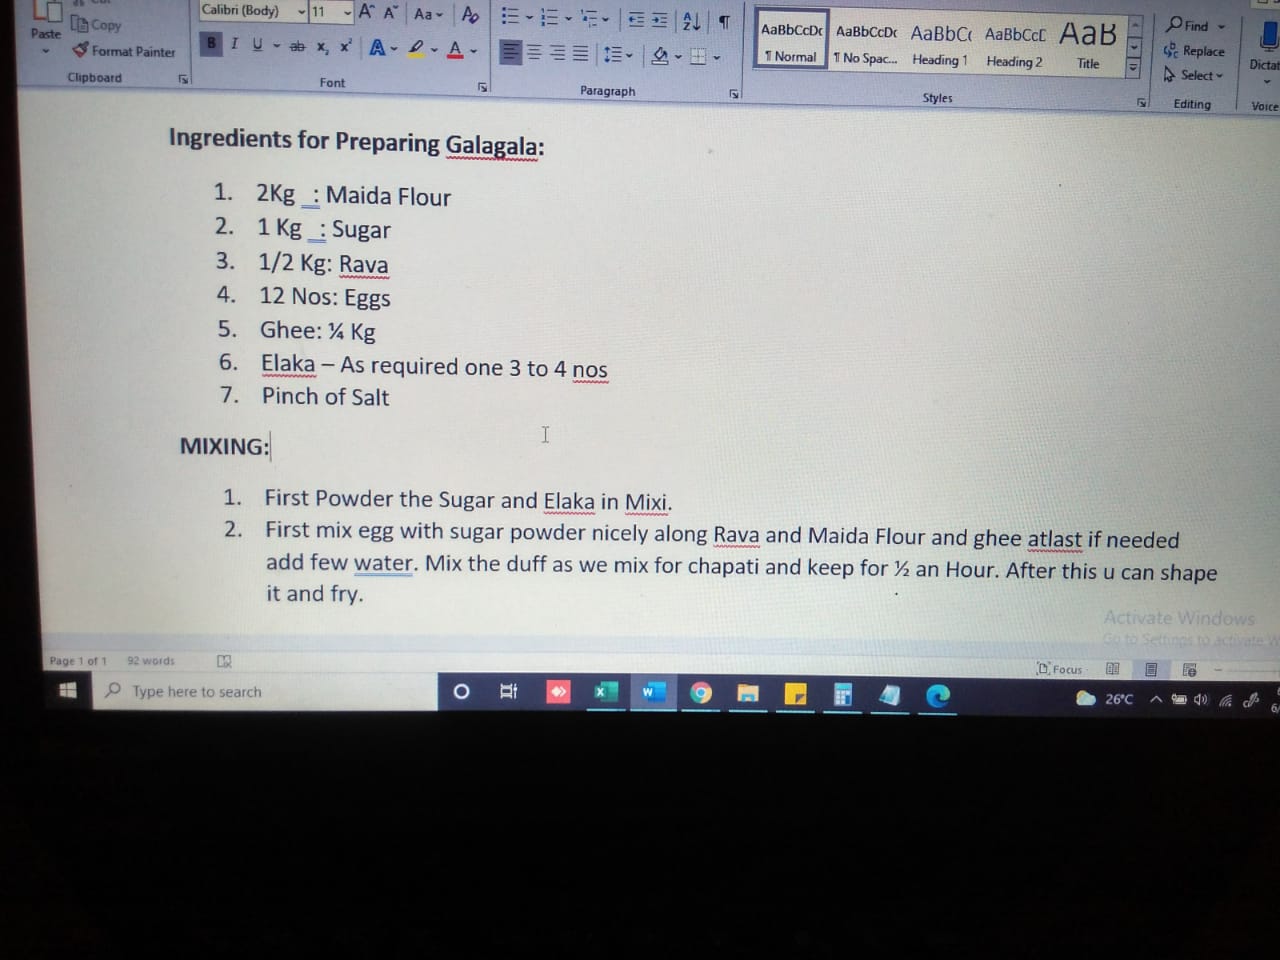 Paste
Copy
Format Painter
Clipboard
Calibri (Body)
11
Aa
B I U ab x x
Font
Paragraph
AaBbCcDc AaBbCcDc AaBbC AaBbCcD AaB
¶ Normal ¶ No Spac... Heading 1 Heading 2 Title
Styles
Find
Replace
Select
Editing
Dictat
Voice
Ingredients for Preparing Galagala:
1. 2Kg : Maida Flour
2. 1 Kg : Sugar
3. 1/2 Kg: Rava
4. 12 Nos: Eggs
5. Ghee: ¼ Kg
6. Elaka – As required one 3 to 4 nos
7. Pinch of Salt
MIXING:
1. First Powder the Sugar and Elaka in Mixi.
2. First mix egg with sugar powder nicely along Rava and Maida Flour and ghee atlast if needed
add few water. Mix the duff as we mix for chapati and keep for ½ an Hour. After this u can shape
it and fry.
Activate Windows
Go to Settings to activate W
Page 1 of 1 92 words
Focus
Type here to search
26°C